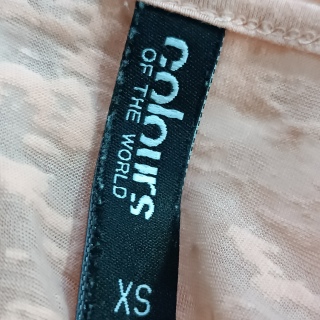 colours
OF THE WORLD
XS